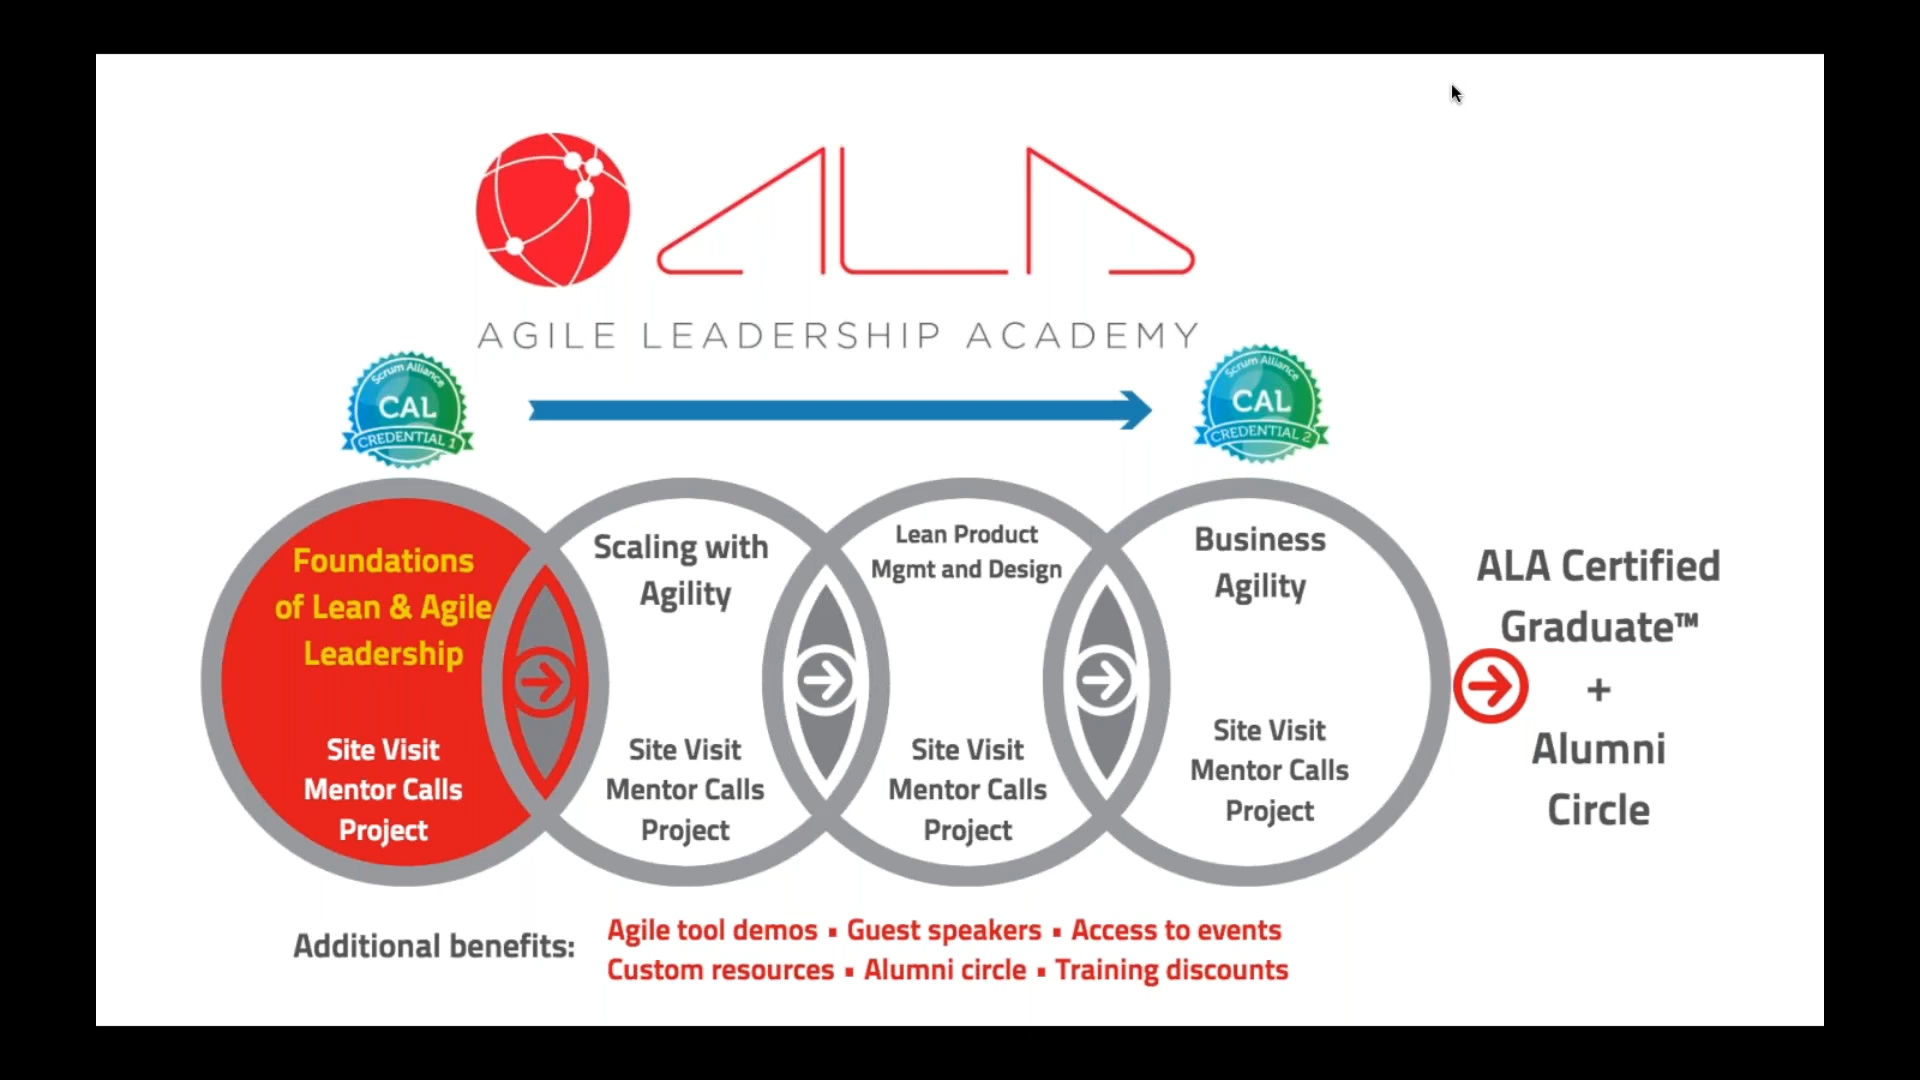 ALA
AGILE LEADERSHIP ACADEMY
Scrum Alliance
CAL
CREDENTIAL 1
Scrum Alliance
CAL
CREDENTIAL 2
Foundations
of Lean & Agile
Leadership
Site Visit
Mentor Calls
Project
Scaling with
Agility
Site Visit
Mentor Calls
Project
Lean Product
Mgmt and Design
Site Visit
Mentor Calls
Project
Business
Agility
Site Visit
Mentor Calls
Project
ALA Certified
Graduate™
+
Alumni
Circle
Additional benefits:
Agile tool demos ▪ Guest speakers ▪ Access to events
Custom resources ▪ Alumni circle ▪ Training discounts